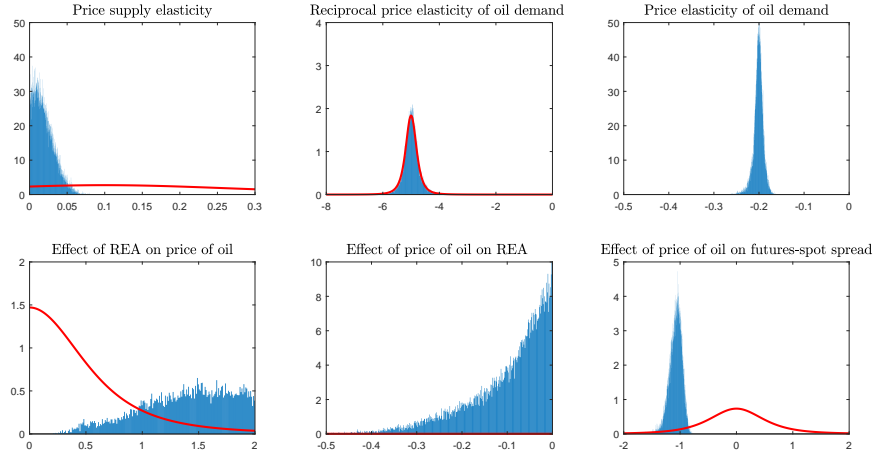 Price supply elasticity
50
40
30
20
10
0
0 0.05 0.1 0.15 0.2 0.25 0.3
Reciprocal price elasticity of oil demand
4
3
2
1
0
-8 -6 -4 -2 0
Price elasticity of oil demand
50
40
30
20
10
0
-0.5 -0.4 -0.3 -0.2 -0.1 0
Effect of REA on price of oil
2
1.5
1
0.5
0
0 0.5 1 1.5 2
Effect of price of oil on REA
10
8
6
4
2
0
-0.5 -0.4 -0.3 -0.2 -0.1 0
Effect of price of oil on futures-spot spread
5
4
3
2
1
0
-2 -1 0 1 2